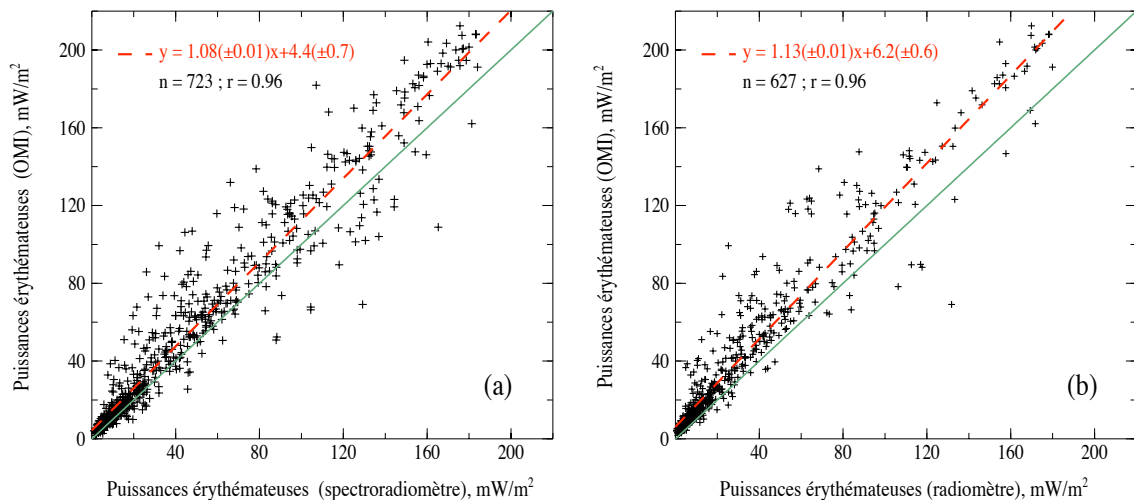 y = 1.08(±0.01)x+4.4(±0.7)
n = 723 ; r = 0.96
200
160
120
80
40
0
40
80
120
160
200
(a)
Puissances érythémateuses (OMI), mW/m²
Puissances érythémateuses (spectroradiomètre), mW/m²
y = 1.13(±0.01)x+6.2(±0.6)
n = 627 ; r = 0.96
200
160
120
80
40
0
40
80
120
160
200
(b)
Puissances érythémateuses (OMI), mW/m²
Puissances érythémateuses (radiomètre), mW/m²